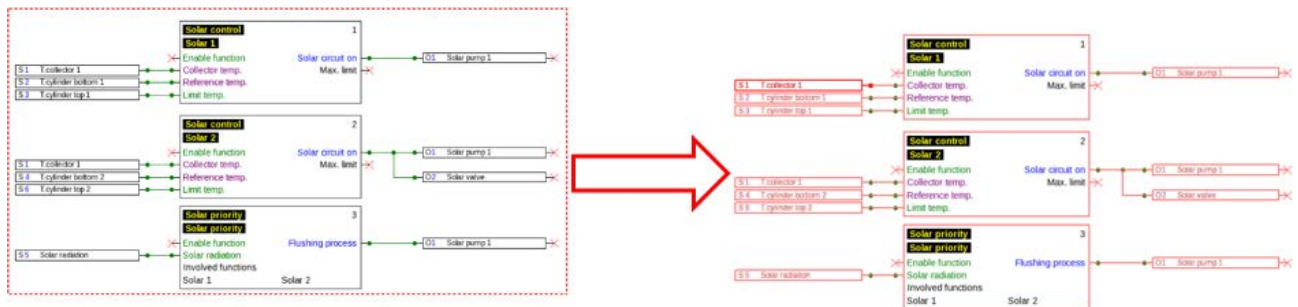 Solar control 1
Solar 1
Enable function Solar circuit on O1 Solar pump 1
S1 T.collector 1 Collector temp. Max. limit
S2 T.cylinder bottom 1 Reference temp.
S3 T.cylinder top 1 Limit temp.
Solar control 2
Solar 2
Enable function Solar circuit on O1 Solar pump 1
S1 T.collector 1 Collector temp. Max. limit
S4 T.cylinder bottom 2 Reference temp. O2 Solar valve
S6 T.cylinder top 2 Limit temp.
Solar priority 3
Solar priority
Enable function Flushing process O1 Solar pump 1
S5 Solar radiation Solar radiation
Involved functions
Solar 1 Solar 2
Solar control 1
Solar 1
Enable function Solar circuit on O1 Solar pump 1
S1 T.collector 1 Collector temp. Max. limit
S2 T.cylinder bottom 1 Reference temp.
S3 T.cylinder top 1 Limit temp.
Solar control 2
Solar 2
Enable function Solar circuit on O1 Solar pump 1
S1 T.collector 1 Collector temp. Max. limit
S4 T.cylinder bottom 2 Reference temp. O2 Solar valve
S6 T.cylinder top 2 Limit temp.
Solar priority 3
Solar priority
Enable function Flushing process O1 Solar pump 1
S5 Solar radiation Solar radiation
Involved functions
Solar 1 Solar 2